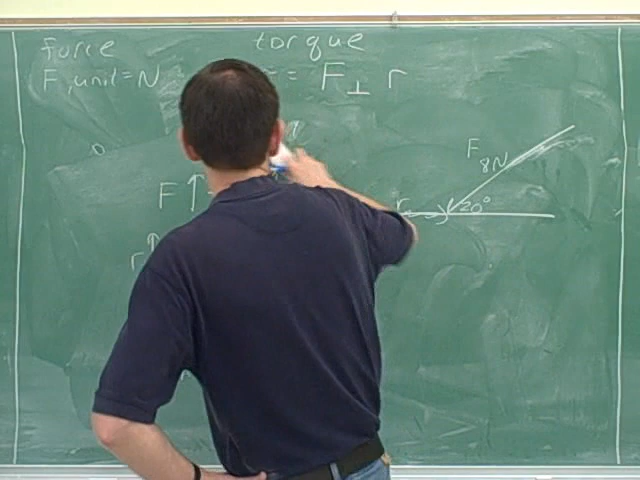 force torque
F, unit=N = F⊥ r
F 8N
F↑
r 20°
r↑